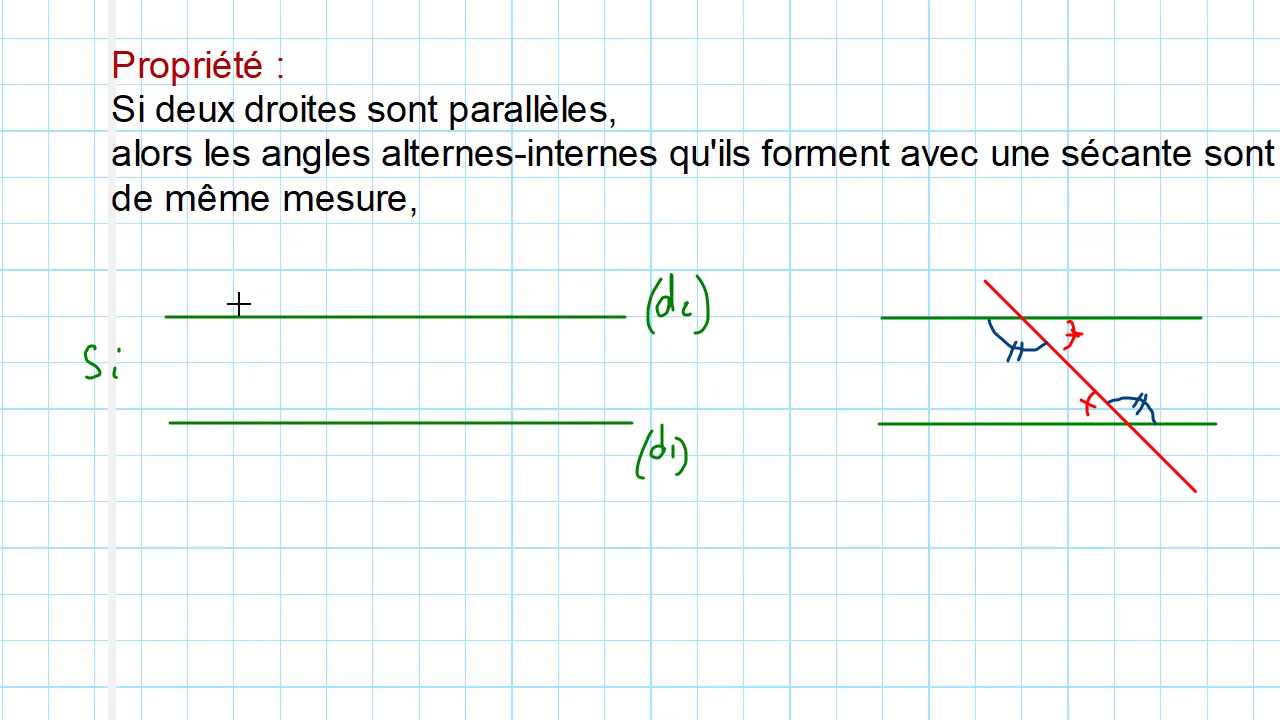 Propriété :
Si deux droites sont parallèles,
alors les angles alternes-internes qu'ils forment avec une sécante sont
de même mesure,
(d2)
Si
(d1)